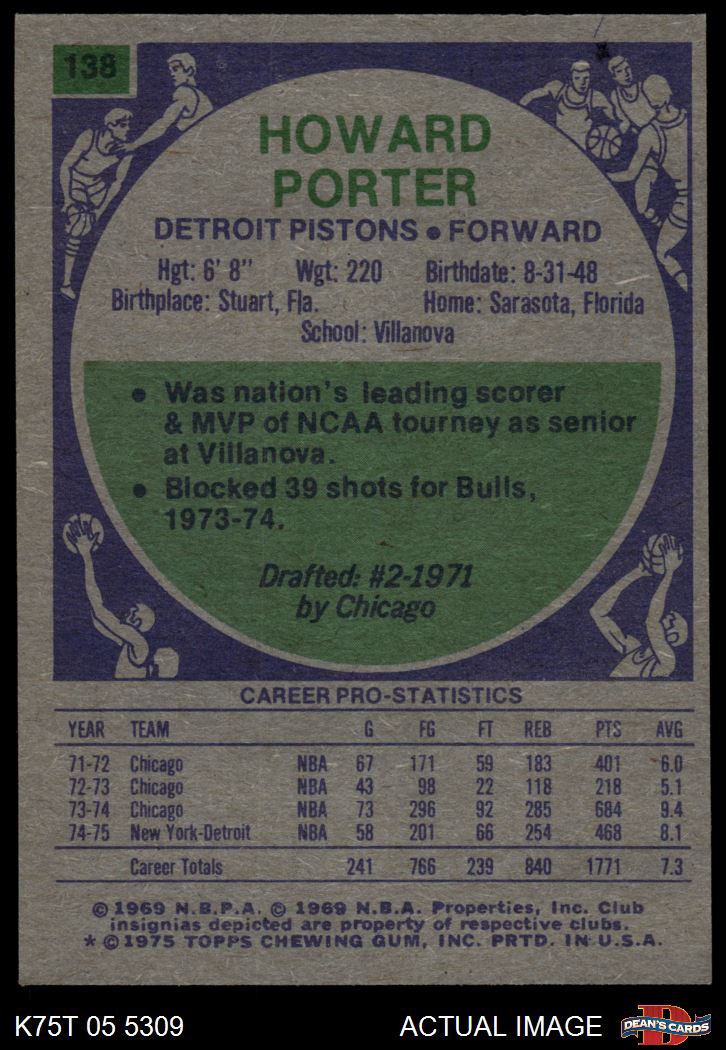 138
HOWARD
PORTER
DETROIT PISTONS • FORWARD
Hgt: 6' 8" Wgt: 220 Birthdate: 8-31-48
Birthplace: Stuart, Fla. Home: Sarasota, Florida
School: Villanova
• Was nation's leading scorer
& MVP of NCAA tourney as senior
at Villanova.
• Blocked 39 shots for Bulls,
1973-74.
Drafted: #2-1971
by Chicago
CAREER PRO-STATISTICS
YEAR TEAM G FG FT REB PTS AVG
71-72 Chicago NBA 67 171 59 183 401 6.0
72-73 Chicago NBA 43 98 22 118 218 5.1
73-74 Chicago NBA 73 296 92 285 684 9.4
74-75 New York-Detroit NBA 58 201 66 254 468 8.1
Career Totals 241 766 239 840 1771 7.3
© 1969 N.B.P.A. © 1969 N.B.A. Properties, Inc. Club
insignias depicted are property of respective clubs.
* © 1975 TOPPS CHEWING GUM, INC. PRTD. IN U.S.A.
K75T 05 5309 ACTUAL IMAGE
D
DEAN'S CARDS